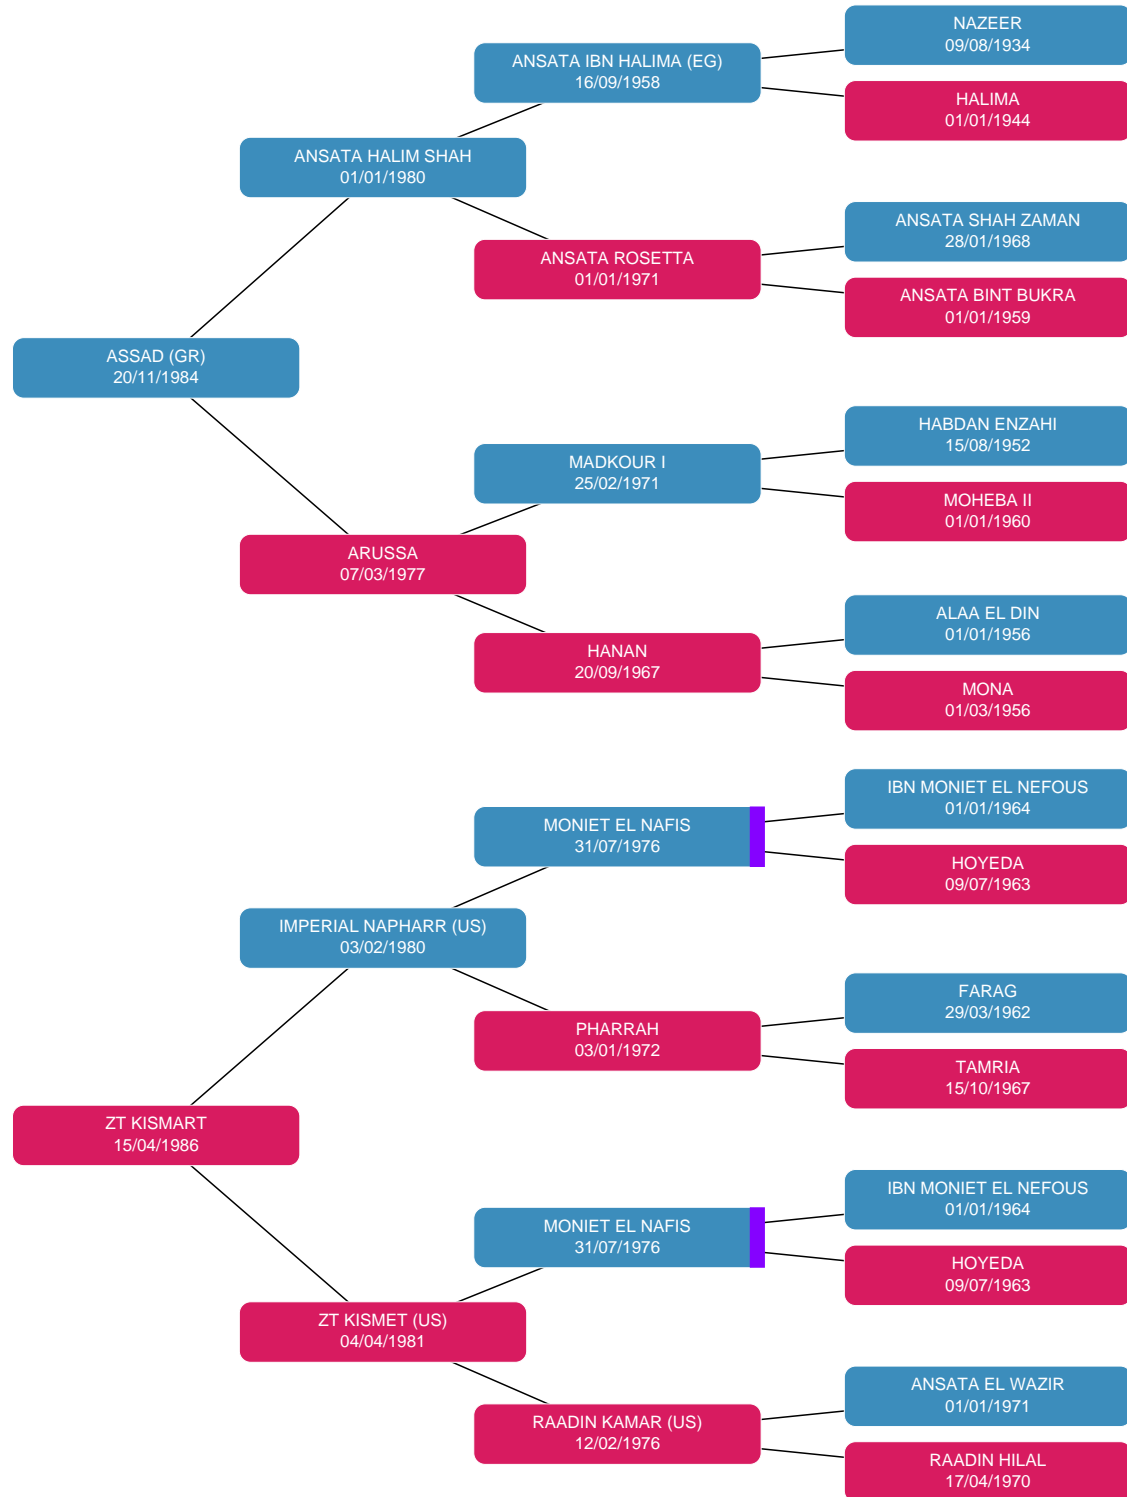 NAZEER
09/08/1934
ANSATA IBN HALIMA (EG)
16/09/1958
HALIMA
01/01/1944
ANSATA HALIM SHAH
01/01/1980
ANSATA SHAH ZAMAN
28/01/1968
ANSATA ROSETTA
01/01/1971
ANSATA BINT BUKRA
01/01/1959
ASSAD (GR)
20/11/1984
HABDAN ENZAHI
15/08/1952
MADKOUR I
25/02/1971
MOHEBA II
01/01/1960
ARUSSA
07/03/1977
ALAA EL DIN
01/01/1956
HANAN
20/09/1967
MONA
01/03/1956
IBN MONIET EL NEFOUS
01/01/1964
MONIET EL NAFIS
31/07/1976
HOYEDA
09/07/1963
IMPERIAL NAPHARR (US)
03/02/1980
FARAG
29/03/1962
PHARRAH
03/01/1972
TAMRIA
15/10/1967
ZT KISMART
15/04/1986
IBN MONIET EL NEFOUS
01/01/1964
MONIET EL NAFIS
31/07/1976
HOYEDA
09/07/1963
ZT KISMET (US)
04/04/1981
ANSATA EL WAZIR
01/01/1971
RAADIN KAMAR (US)
12/02/1976
RAADIN HILAL
17/04/1970